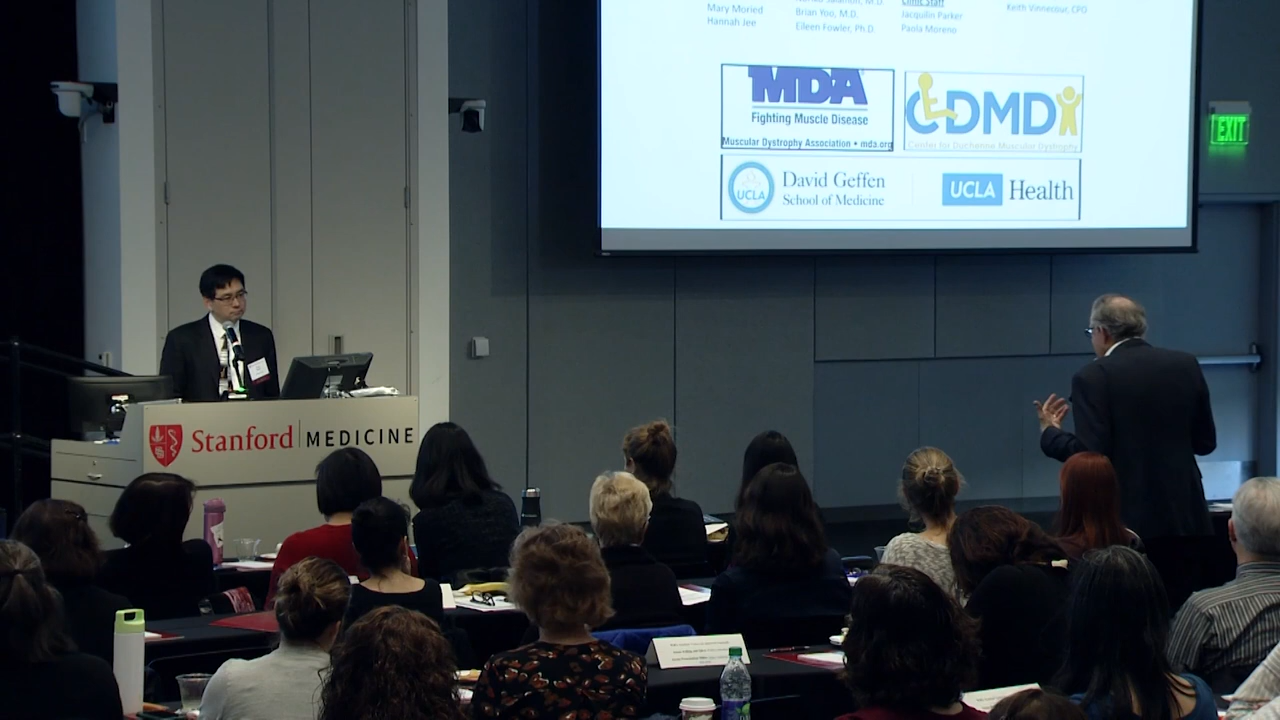 Mary Moried
Hannah Jee
Brian Yoo, M.D.
Eileen Fowler, Ph.D.
Clinic Staff
Jacquilin Parker
Paola Moreno
Keith Vinnecour, CPO
MDA
Fighting Muscle Disease
Muscular Dystrophy Association • mda.org
CDMD
Center for Duchenne Muscular Dystrophy
UCLA
David Geffen
School of Medicine
UCLA Health
EXIT
Stanford MEDICINE